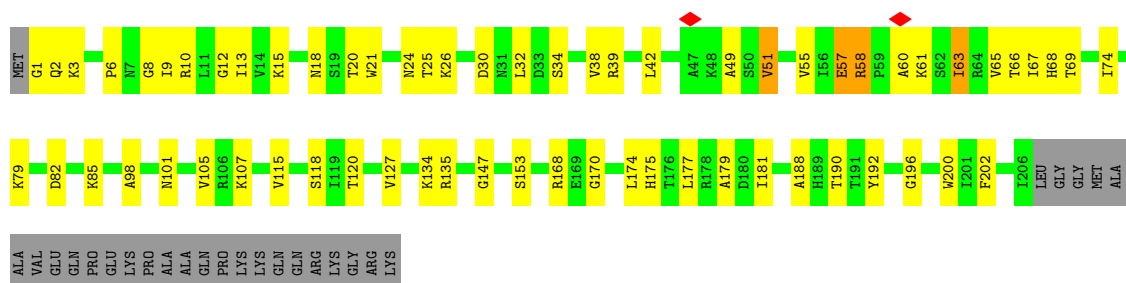 MET G1 Q2 K3 P6 N7 G8 I9 R10 L11 G12 I13 V14 K15 N18 S19 T20 W21 N24 T25 K26 D30 N31 L32 D33 S34 V38 R39 L42 A47 K48 A49 S50 V51 V55 I56 E57 R58 P59 A60 K61 S62 I63 R64 V65 T66 I67 H68 T69 I74
K79 D82 K85 A98 N101 V105 R106 K107 V115 S118 I119 T120 V127 K134 R135 G147 S153 R168 E169 G170 L174 H175 T176 L177 R178 A179 D180 I181 A188 H189 T190 T191 Y192 G196 W200 I201 F202 I206 LEU GLY GLY MET ALA
ALA VAL GLU GLN PRO GLU LYS PRO ALA ALA GLN PRO LYS LYS GLN GLN ARG LYS GLY ARG LYS